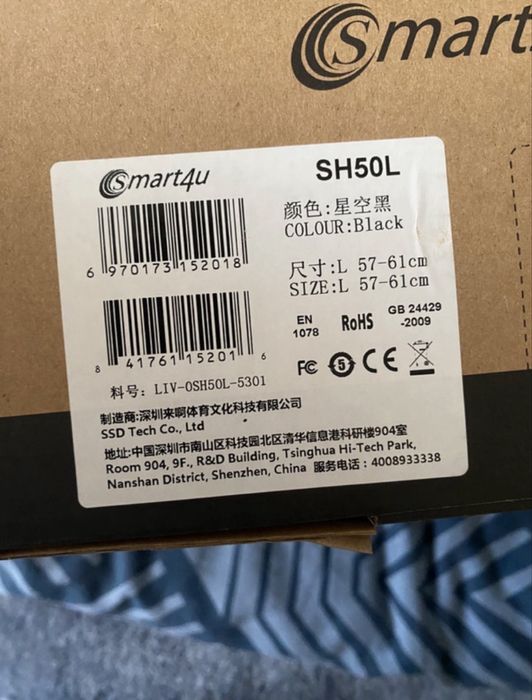 Smart
Smart4u
SH50L
6 970173 152018
颜色:星空黑
COLOUR:Black
尺寸:L 57-61cm
SIZE:L 57-61cm
8 41761 15201 6
EN
1078
RoHS
GB 24429
-2009
FC
5
CE
料号: LIV-OSH50L-5301
制造商:深圳来啊体育文化科技有限公司
SSD Tech Co., Ltd
地址:中国深圳市南山区科技园北区清华信息港科研楼904室
Room 904, 9F., R&D Building, Tsinghua Hi-Tech Park,
Nanshan District, Shenzhen, China 服务电话:4008933338